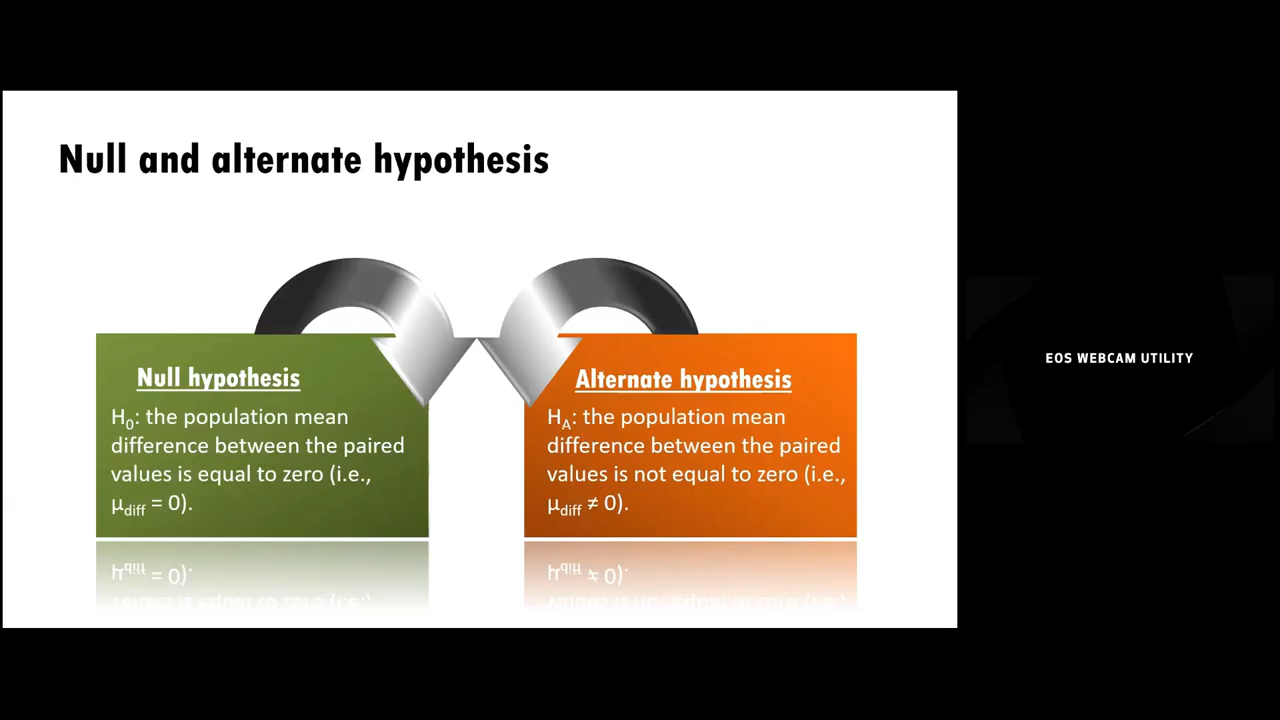 Null and alternate hypothesis
Null hypothesis
H₀: the population mean
difference between the paired
values is equal to zero (i.e.,
μdiff = 0).
Alternate hypothesis
Hₐ: the population mean
difference between the paired
values is not equal to zero (i.e.,
μdiff ≠ 0).
EOS WEBCAM UTILITY